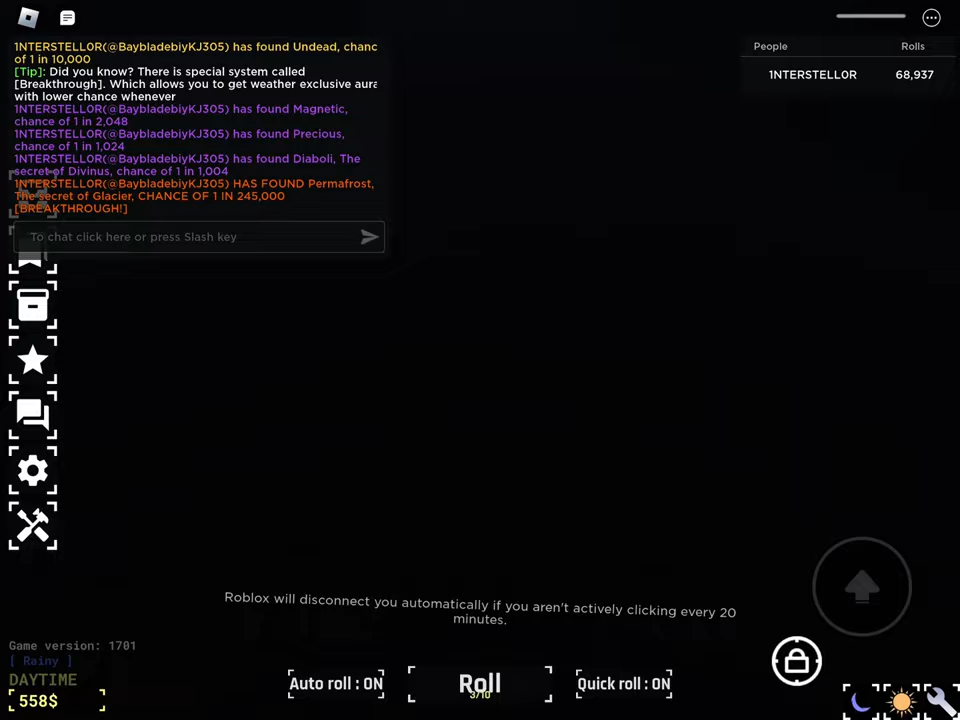 1NTERSTELL0R(@BaybladebiyKJ305) has found Undead, chanc
of 1 in 10,000
[Tip]: Did you know? There is special system called
[Breakthrough]. Which allows you to get weather exclusive aura
with lower chance whenever
1NTERSTELL0R(@BaybladebiyKJ305) has found Magnetic,
chance of 1 in 2,048
1NTERSTELL0R(@BaybladebiyKJ305) has found Precious,
chance of 1 in 1,024
1NTERSTELL0R(@BaybladebiyKJ305) has found Diaboli, The
secret of Divinus, chance of 1 in 1,004
1NTERSTELL0R(@BaybladebiyKJ305) HAS FOUND Permafrost,
The secret of Glacier, CHANCE OF 1 IN 245,000
[BREAKTHROUGH!]
To chat click here or press Slash key
People Rolls
1NTERSTELL0R 68,937
Roblox will disconnect you automatically if you aren't actively clicking every 20
minutes.
Game version: 1701
[ Rainy ]
DAYTIME
558$
Auto roll : ON
Roll
3/10
Quick roll : ON